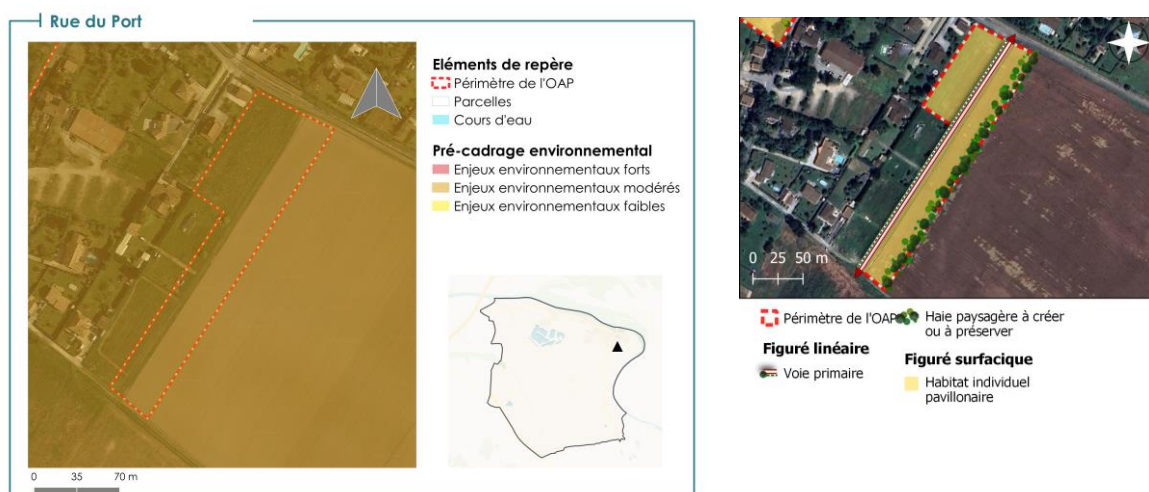 Rue du Port
Eléments de repère
Périmètre de l'OAP
Parcelles
Cours d'eau
Pré-cadrage environnemental
Enjeux environnementaux forts
Enjeux environnementaux modérés
Enjeux environnementaux faibles
0 35 70 m
0 25 50 m
Périmètre de l'OAP
Haie paysagère à créer
ou à préserver
Figuré linéaire
Voie primaire
Figuré surfacique
Habitat individuel
pavillonaire